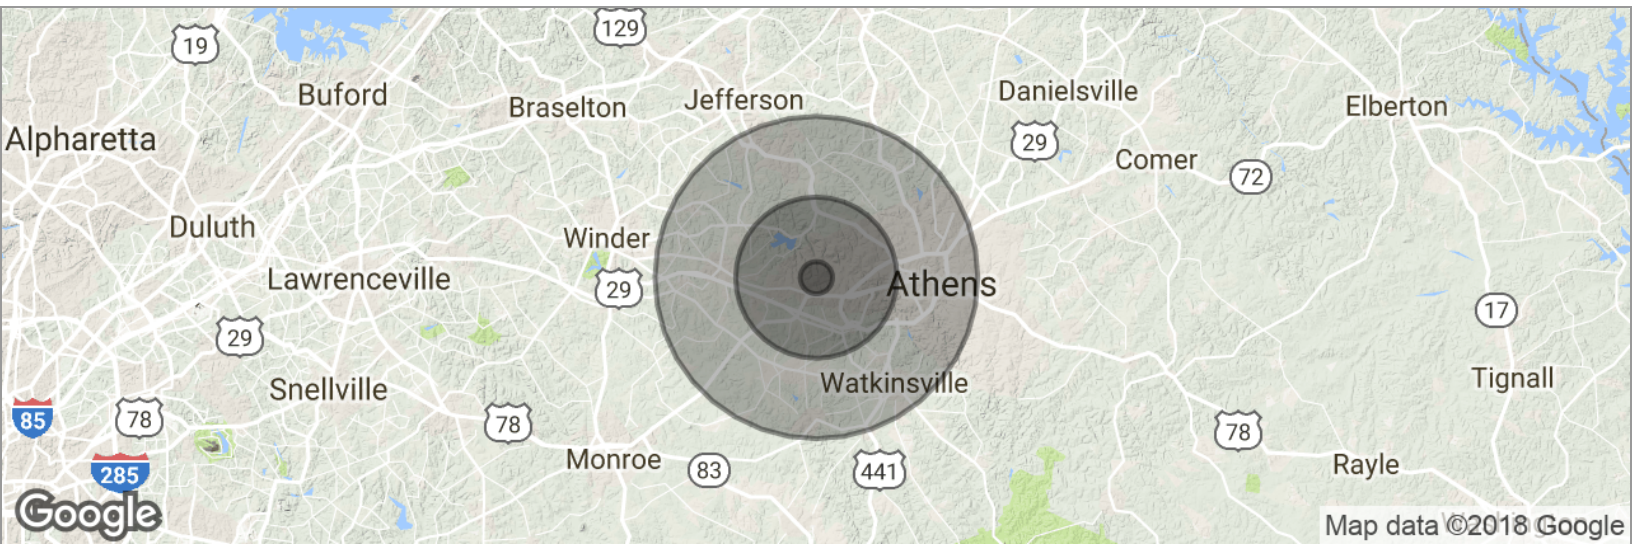 19
129
Buford
Braselton
Jefferson
Danielsville
Elberton
Alpharetta
29
Comer
72
Duluth
Winder
Lawrenceville
29
Athens
17
29
Snellville
Watkinsville
Tignall
85
78
78
78
Monroe
83
441
Rayle
285
Google
Map data ©2018 Google